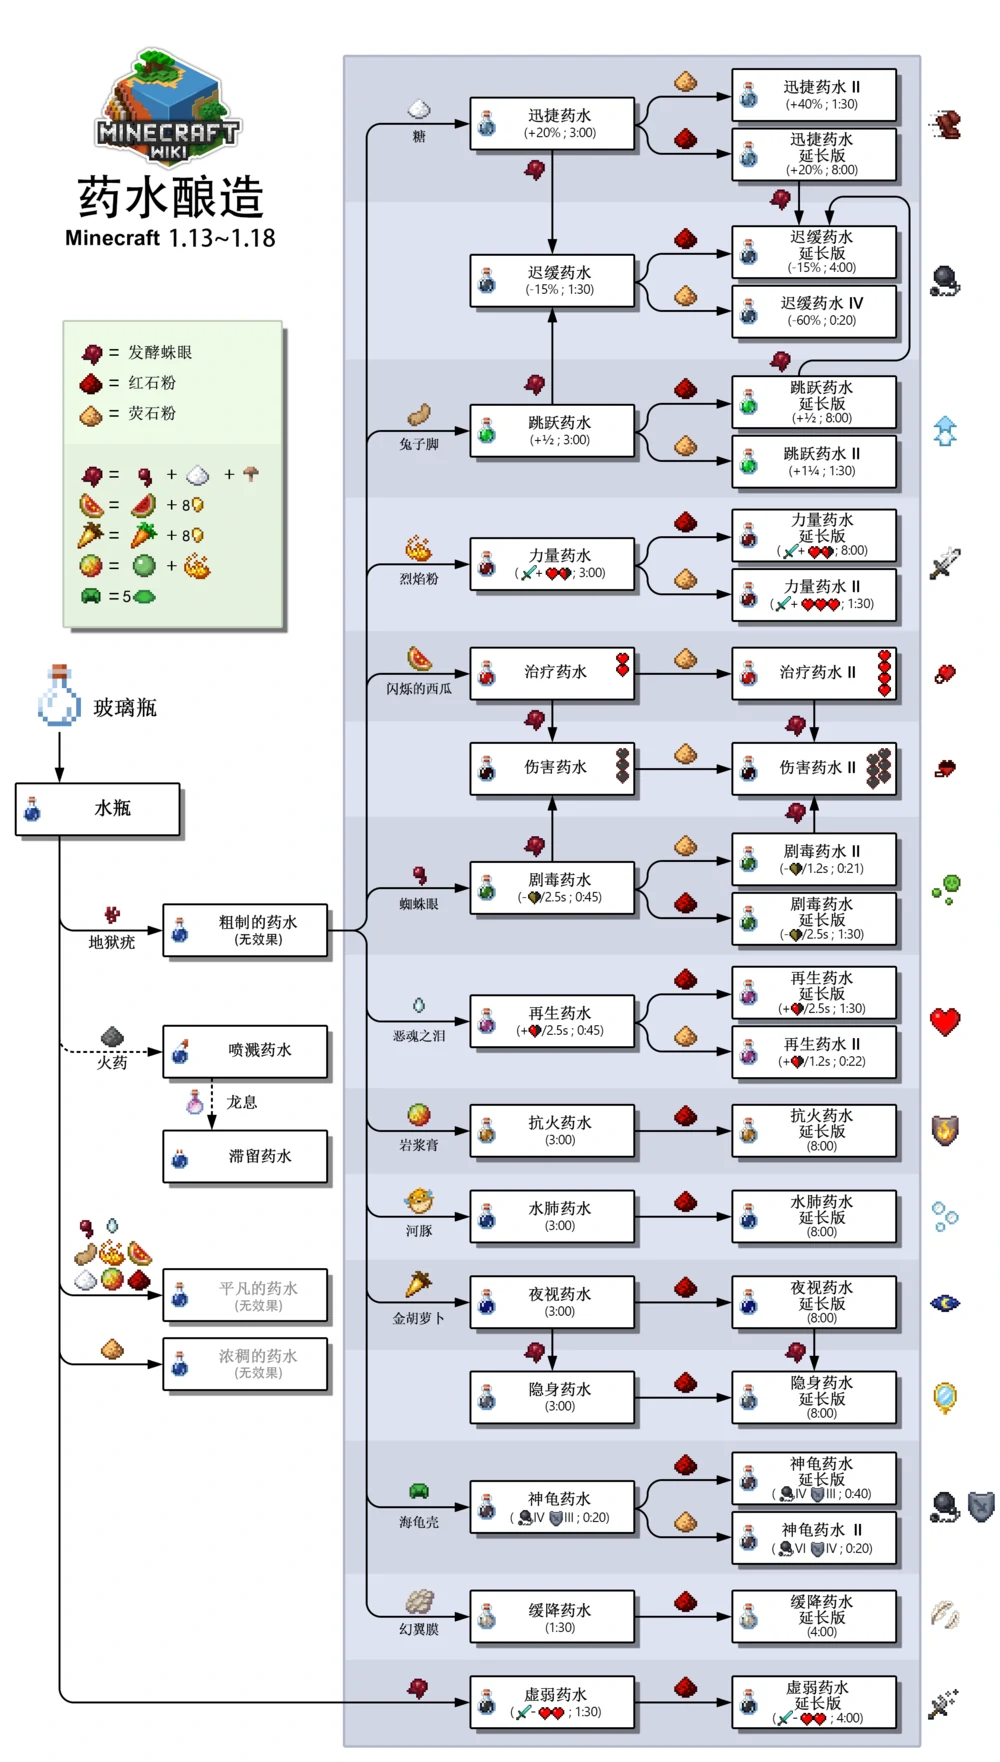 MINECRAFT
WIKI
药水酿造
Minecraft 1.13~1.18
= 发酵蛛眼
= 红石粉
= 荧石粉
= + +
= + 8
= + 8
= +
=5
玻璃瓶
水瓶
地狱疣
粗制的药水
(无效果)
火药
喷溅药水
龙息
滞留药水
平凡的药水
(无效果)
浓稠的药水
(无效果)
糖
迅捷药水
(+20% ; 3:00)
迅捷药水 II
(+40% ; 1:30)
迅捷药水
延长版
(+20% ; 8:00)
迟缓药水
(-15% ; 1:30)
迟缓药水
延长版
(-15% ; 4:00)
迟缓药水 IV
(-60% ; 0:20)
兔子脚
跳跃药水
(+½ ; 3:00)
跳跃药水
延长版
(+½ ; 8:00)
跳跃药水 II
(+1¼ ; 1:30)
烈焰粉
力量药水
( + ; 3:00)
力量药水
延长版
( + ; 8:00)
力量药水 II
( + ; 1:30)
闪烁的西瓜
治疗药水
治疗药水 II
伤害药水
伤害药水 II
蜘蛛眼
剧毒药水
(- /2.5s ; 0:45)
剧毒药水 II
(- /1.2s ; 0:21)
剧毒药水
延长版
(- /2.5s ; 1:30)
恶魂之泪
再生药水
(+ /2.5s ; 0:45)
再生药水
延长版
(+ /2.5s ; 1:30)
再生药水 II
(+ /1.2s ; 0:22)
岩浆膏
抗火药水
(3:00)
抗火药水
延长版
(8:00)
河豚
水肺药水
(3:00)
水肺药水
延长版
(8:00)
金胡萝卜
夜视药水
(3:00)
夜视药水
延长版
(8:00)
隐身药水
(3:00)
隐身药水
延长版
(8:00)
海龟壳
神龟药水
( IV III ; 0:20)
神龟药水
延长版
( IV III ; 0:40)
神龟药水 II
( VI IV ; 0:20)
幻翼膜
缓降药水
(1:30)
缓降药水
延长版
(4:00)
虚弱药水
( - ; 1:30)
虚弱药水
延长版
( - ; 4:00)